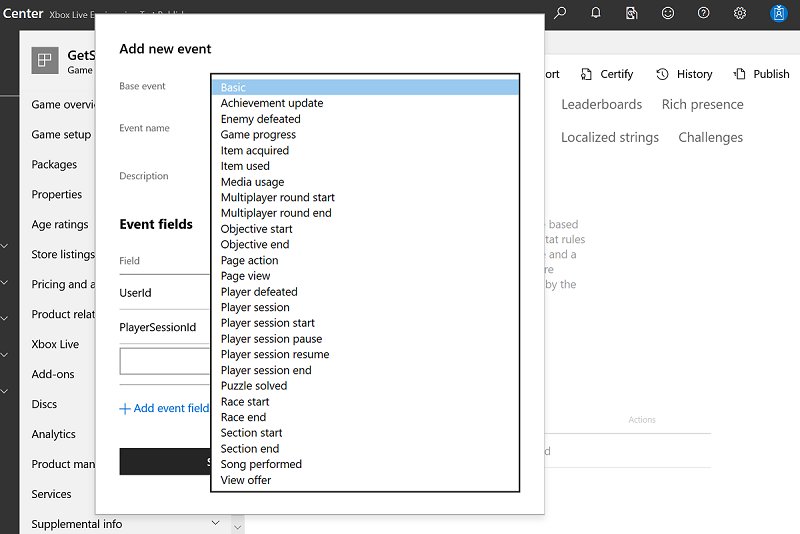 Center Xbox Live
GetS
Game
Game overvi
Game setup
Packages
Properties
Age ratings
Store listings
Pricing and a
Product relat
Xbox Live
Add-ons
Discs
Analytics
Product man
Services
Supplemental info
Add new event
Base event
Event name
Description
Event fields
Field
UserId
PlayerSessionId
Add event field
S
Basic
Achievement update
Enemy defeated
Game progress
Item acquired
Item used
Media usage
Multiplayer round start
Multiplayer round end
Objective start
Objective end
Page action
Page view
Player defeated
Player session
Player session start
Player session pause
Player session resume
Player session end
Puzzle solved
Race start
Race end
Section start
Section end
Song performed
View offer
ort Certify History Publish
Leaderboards Rich presence
Localized strings Challenges
based
tat rules
and a
re
by the
Actions
d